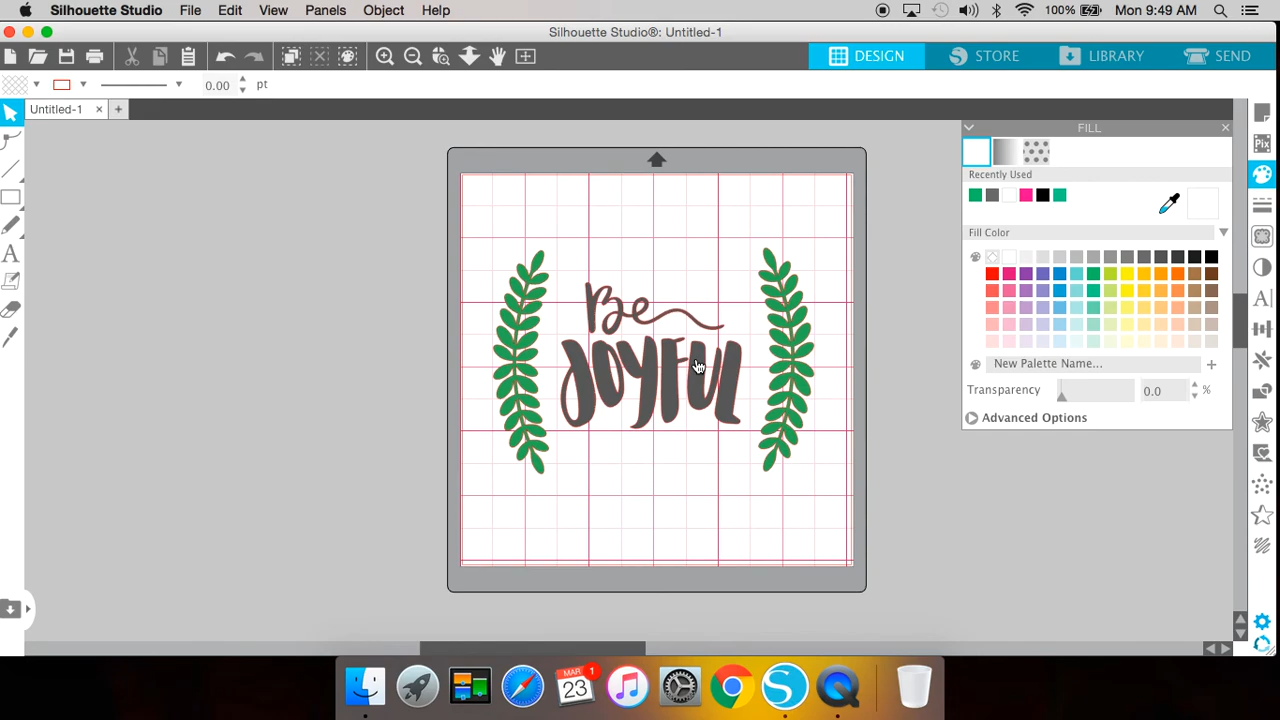 Silhouette Studio File Edit View Panels Object Help 100% Mon 9:49 AM
Silhouette Studio®: Untitled-1
DESIGN S STORE LIBRARY SEND
0.00 pt
Untitled-1 × +
FILL
Pix
Recently Used
Fill Color
New Palette Name... +
Transparency 0.0 %
Advanced Options
A
A
Be
JOYFUL
MAR 1
23
S